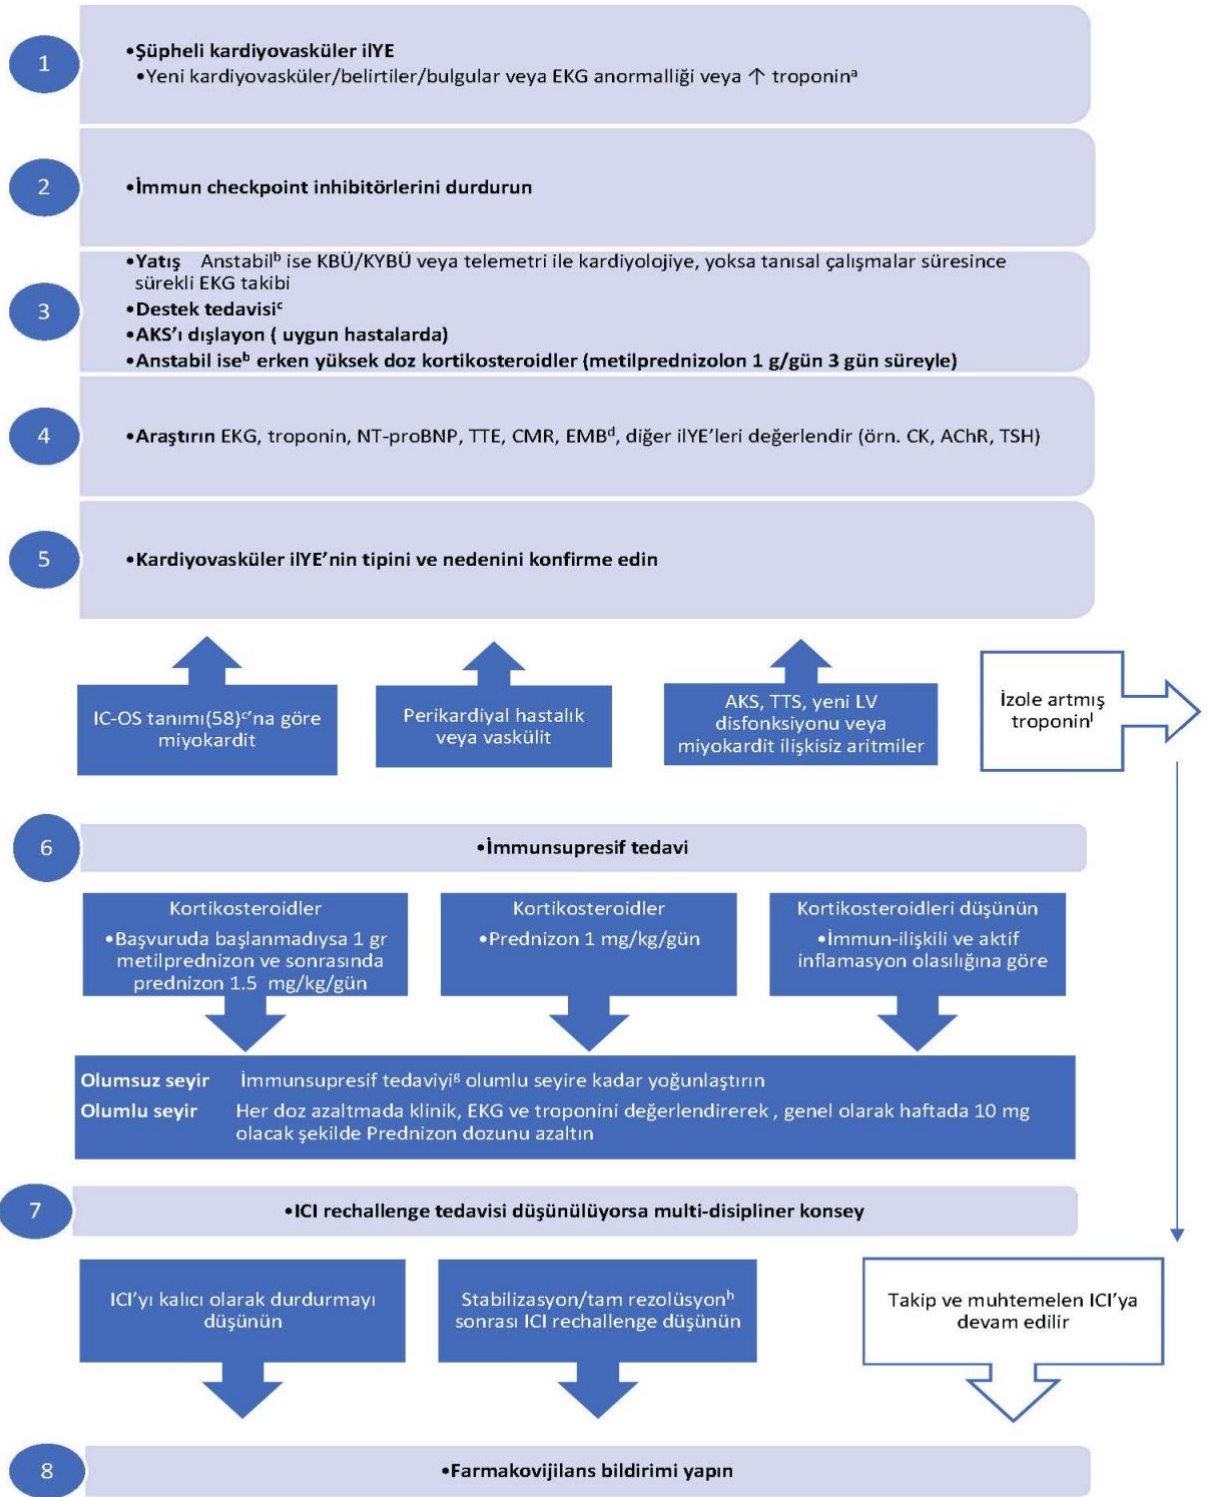 1
•Şüpheli kardiyovasküler ilYE
•Yeni kardiyovasküler/belirtiler/bulgular veya EKG anormalliği veya ↑ troponinᵃ
2
•İmmun checkpoint inhibitörlerini durdurun
3
•Yatış Anstabilᵇ ise KBÜ/KYBÜ veya telemetri ile kardiyolojiye, yoksa tanısal çalışmalar süresince
sürekli EKG takibi
•Destek tedavisiᶜ
•AKS'ı dışlayon ( uygun hastalarda)
•Anstabil iseᵇ erken yüksek doz kortikosteroidler (metilprednizolon 1 g/gün 3 gün süreyle)
4
•Araştırın EKG, troponin, NT-proBNP, TTE, CMR, EMBᵈ, diğer ilYE'leri değerlendir (örn. CK, AChR, TSH)
5
•Kardiyovasküler ilYE'nin tipini ve nedenini konfirme edin
IC-OS tanımı(58)ᵉ'na göre
miyokardit
Perikardiyal hastalık
veya vaskülit
AKS, TTS, yeni LV
disfonksiyonu veya
miyokardit ilişkisiz aritmiler
İzole artmış
troponinˡ
6
•İmmunsupresif tedavi
Kortikosteroidler
•Başvuruda başlanmadıysa 1 gr
metilprednizon ve sonrasında
prednizon 1.5 mg/kg/gün
Kortikosteroidler
•Prednizon 1 mg/kg/gün
Kortikosteroidleri düşünün
•İmmun-ilişkili ve aktif
inflamasyon olasılığına göre
Olumsuz seyir İmmunsupresif tedaviyiᵍ olumlu seyire kadar yoğunlaştırın
Olumlu seyir Her doz azaltmada klinik, EKG ve troponini değerlendirerek , genel olarak haftada 10 mg
olacak şekilde Prednizon dozunu azaltın
7
•ICI rechallenge tedavisi düşünülüyorsa multi-disipliner konsey
ICI'yı kalıcı olarak durdurmayı
düşünün
Stabilizasyon/tam rezolüsyonʰ
sonrası ICI rechallenge düşünün
Takip ve muhtemelen ICI'ya
devam edilir
8
•Farmakovijilans bildirimi yapın